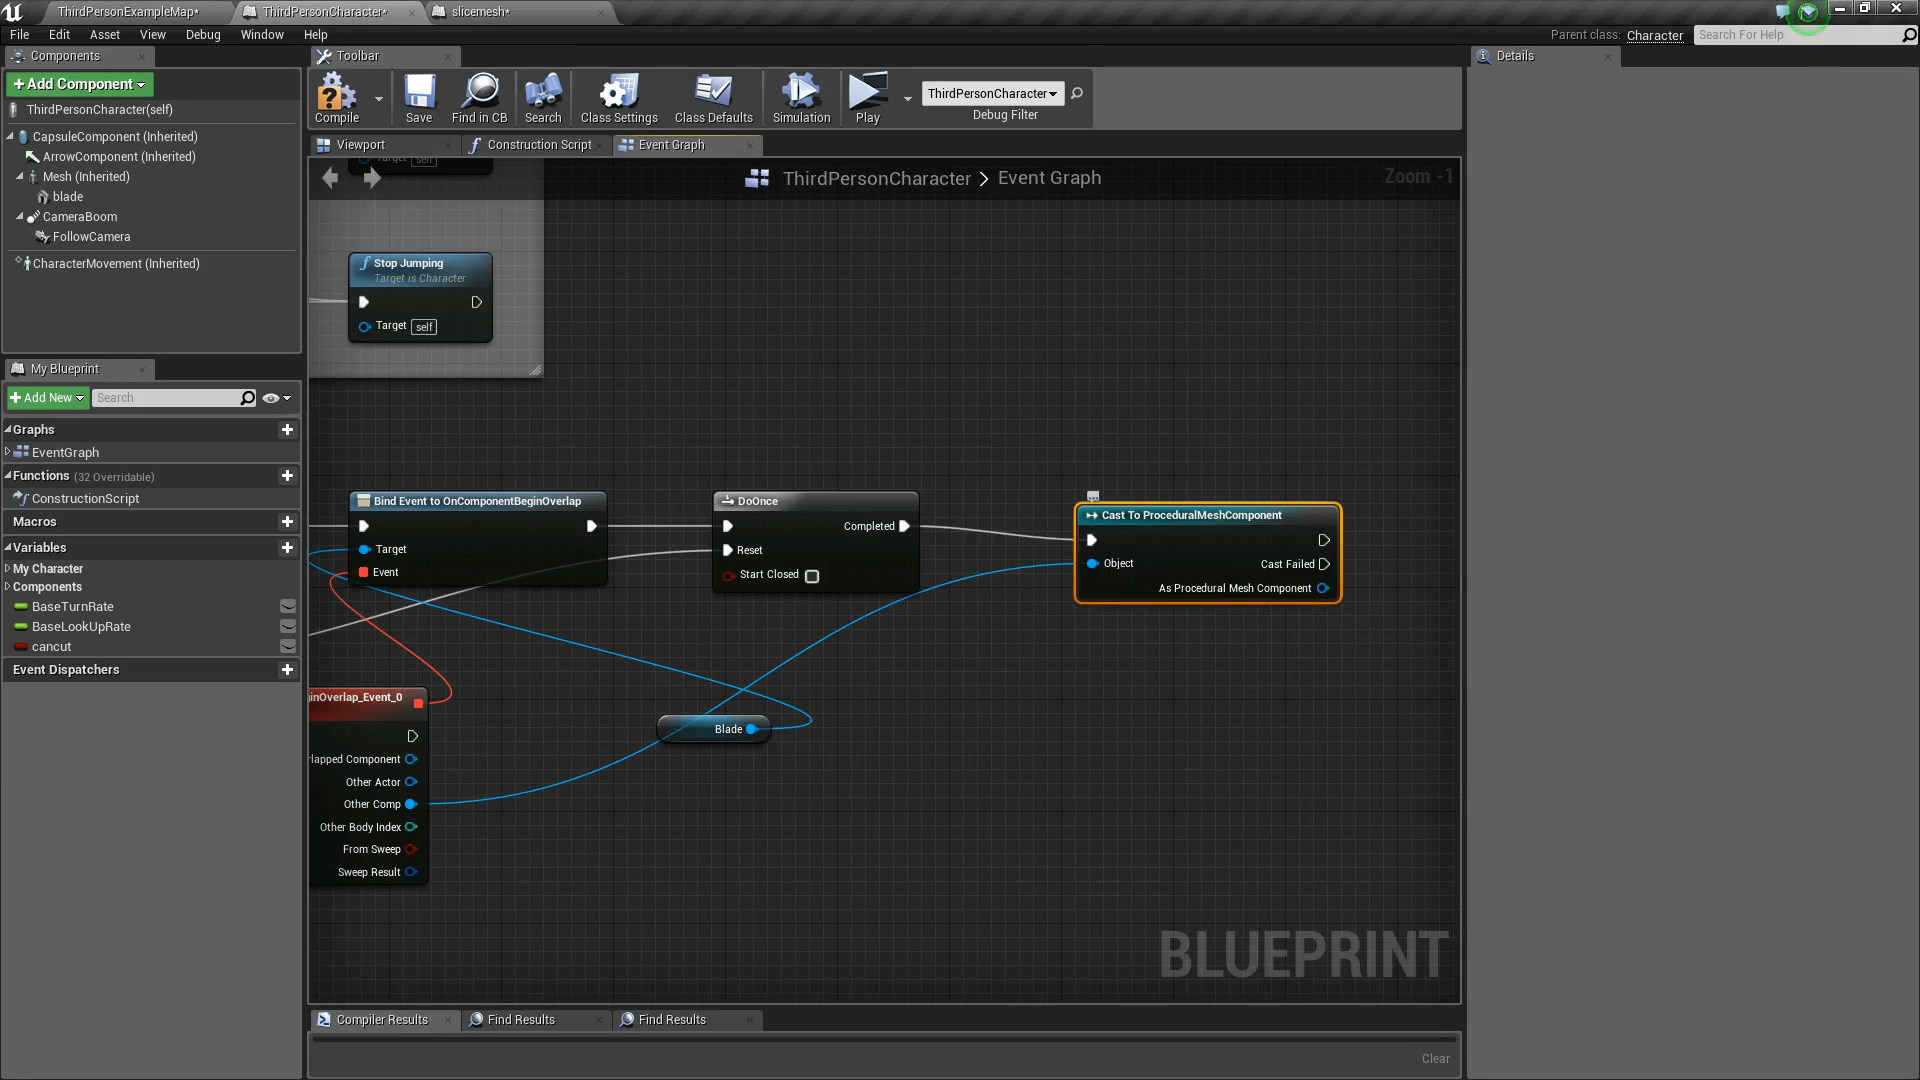 ThirdPersonExampleMap*
ThirdPersonCharacter*
slicemesh*
File Edit Asset View Debug Window Help
Parent class: Character
Search For Help
Components
Toolbar
Details
+ Add Component
ThirdPersonCharacter(self)
CapsuleComponent (Inherited)
ArrowComponent (Inherited)
Mesh (Inherited)
blade
CameraBoom
FollowCamera
CharacterMovement (Inherited)
Compile
Save
Find in CB
Search
Class Settings
Class Defaults
Simulation
Play
ThirdPersonCharacter
Debug Filter
Viewport
Construction Script
Event Graph
Target self
ThirdPersonCharacter > Event Graph
Zoom -1
Stop Jumping
Target is Character
Target self
My Blueprint
+ Add New
Search
Graphs
EventGraph
Functions (32 Overridable)
ConstructionScript
Macros
Variables
My Character
Components
BaseTurnRate
BaseLookUpRate
cancut
Event Dispatchers
Bind Event to OnComponentBeginOverlap
Target
Event
DoOnce
Completed
Reset
Start Closed
Cast To ProceduralMeshComponent
Object
Cast Failed
As Procedural Mesh Component
Blade
inOverlap_Event_0
lapped Component
Other Actor
Other Comp
Other Body Index
From Sweep
Sweep Result
BLUEPRINT
Compiler Results
Find Results
Find Results
Clear